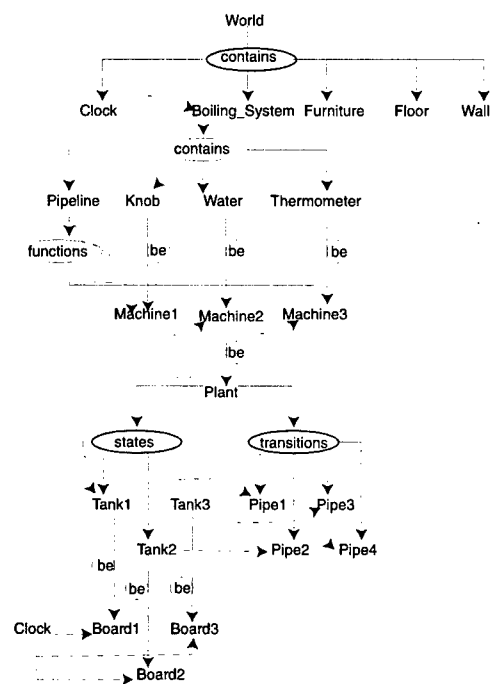 World
contains
Clock Boiling_System Furniture Floor Wall
contains
Pipeline Knob Water Thermometer
functions be be be
Machine1 Machine2 Machine3
be
Plant
states transitions
Tank1 Tank3 Pipe1 Pipe3
Tank2 Pipe2 Pipe4
be
be be
Clock Board1 Board3
Board2